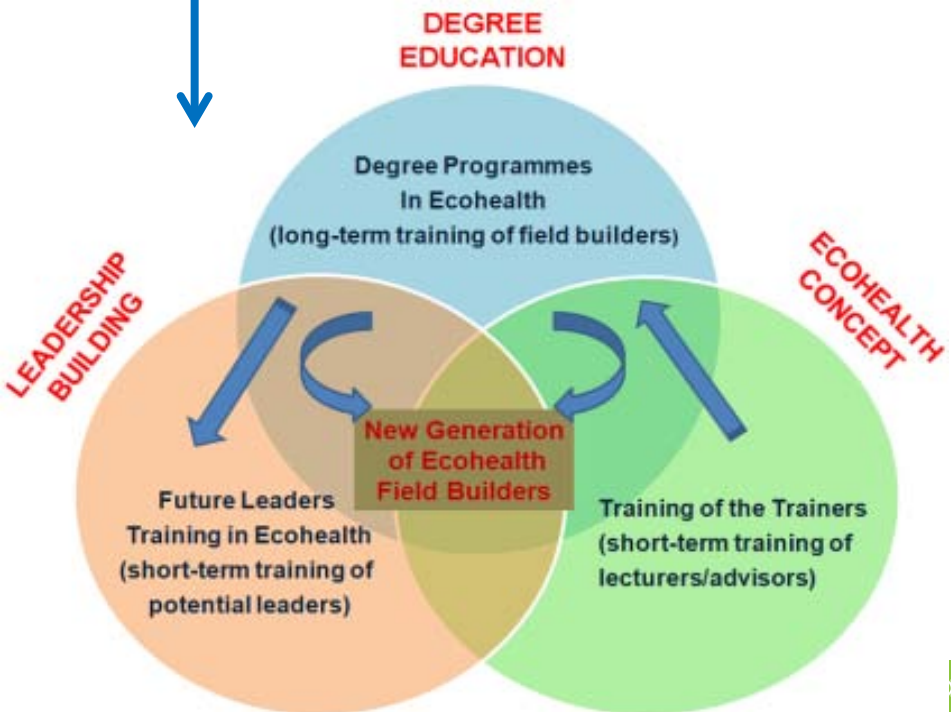 DEGREE
EDUCATION
Degree Programmes
In Ecohealth
(long-term training of field builders)
LEADERSHIP
BUILDING
ECOHEALTH
CONCEPT
New Generation
of Ecohealth
Field Builders
Future Leaders
Training in Ecohealth
(short-term training of
potential leaders)
Training of the Trainers
(short-term training of
lecturers/advisors)